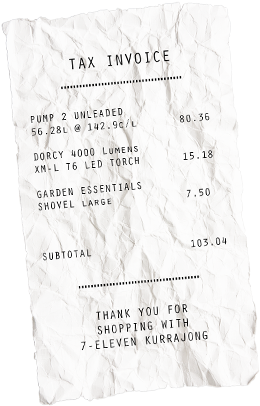 TAX INVOICE
PUMP 2 UNLEADED
56.28L @ 142.9c/L 80.36
DORCY 4000 LUMENS
XM-L T6 LED TORCH 15.18
GARDEN ESSENTIALS
SHOVEL LARGE 7.50
SUBTOTAL 103.04
THANK YOU FOR
SHOPPING WITH
7-ELEVEN KURRAJONG